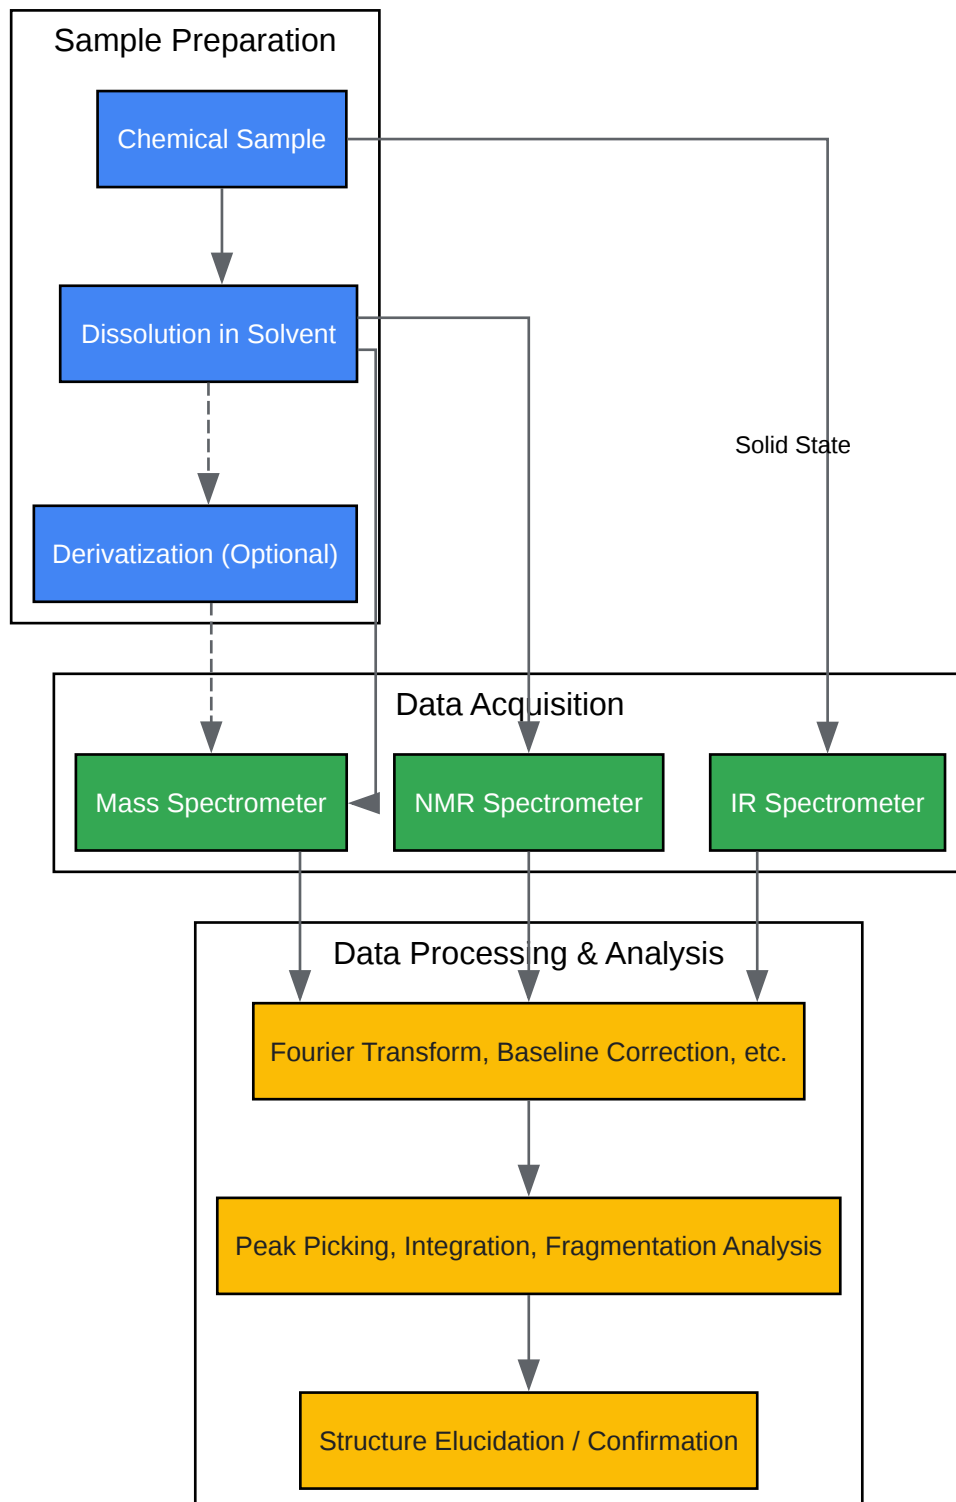 Sample Preparation
Chemical Sample
Dissolution in Solvent
Solid State
Derivatization (Optional)
Data Acquisition
Mass Spectrometer
NMR Spectrometer
IR Spectrometer
Data Processing & Analysis
Fourier Transform, Baseline Correction, etc.
Peak Picking, Integration, Fragmentation Analysis
Structure Elucidation / Confirmation